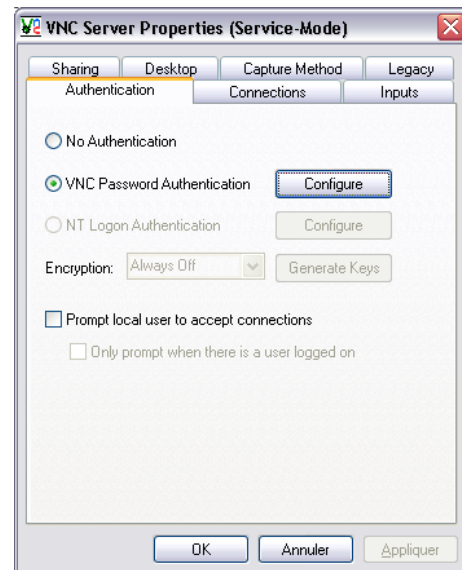 VNC Server Properties (Service-Mode)
Sharing Desktop Capture Method Legacy
Authentication Connections Inputs
No Authentication
VNC Password Authentication Configure
NT Logon Authentication Configure
Encryption: Always Off Generate Keys
Prompt local user to accept connections
Only prompt when there is a user logged on
OK Annuler Appliquer